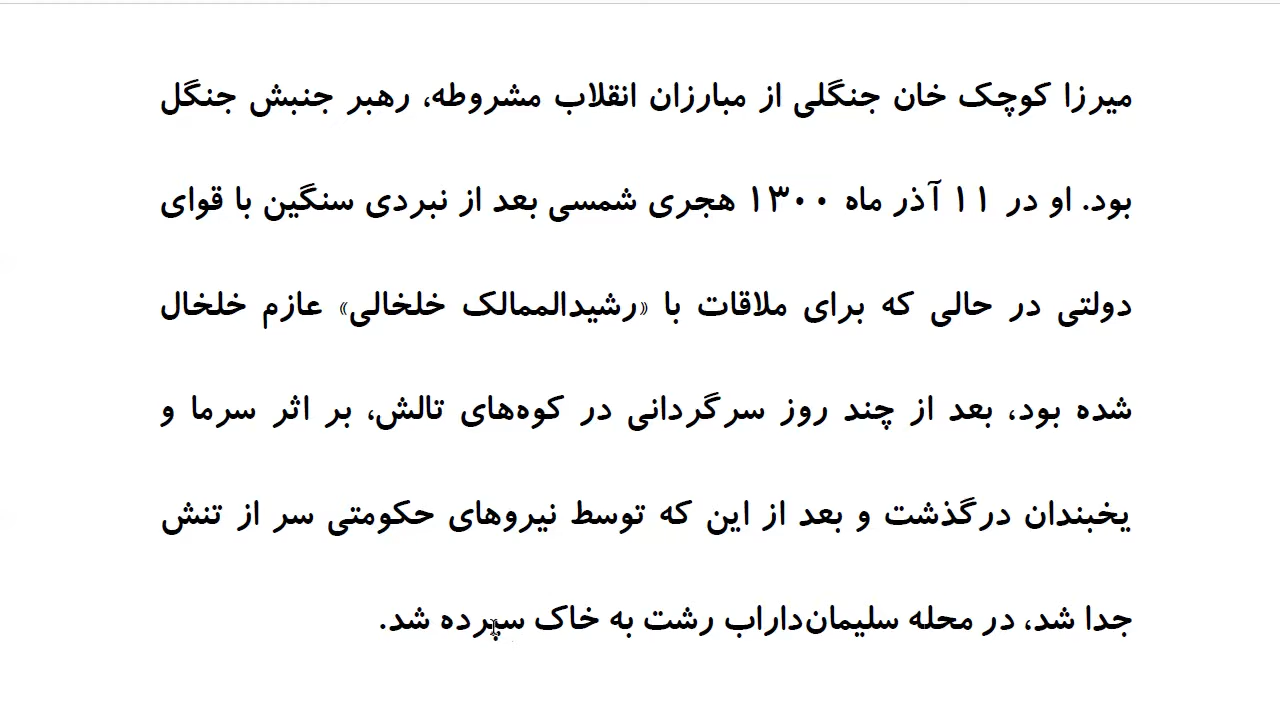 میرزا کوچک خان جنگلی از مبارزان انقلاب مشروطه، رهبر جنبش جنگل
بود. او در ۱۱ آذر ماه ۱۳۰۰ هجری شمسی بعد از نبردی سنگین با قوای
دولتی در حالی که برای ملاقات با «رشیدالممالک خلخالی» عازم خلخال
شده بود، بعد از چند روز سرگردانی در کوه‌های تالش، بر اثر سرما و
یخبندان درگذشت و بعد از این که توسط نیروهای حکومتی سر از تنش
جدا شد، در محله سلیمان‌داراب رشت به خاک سپرده شد.